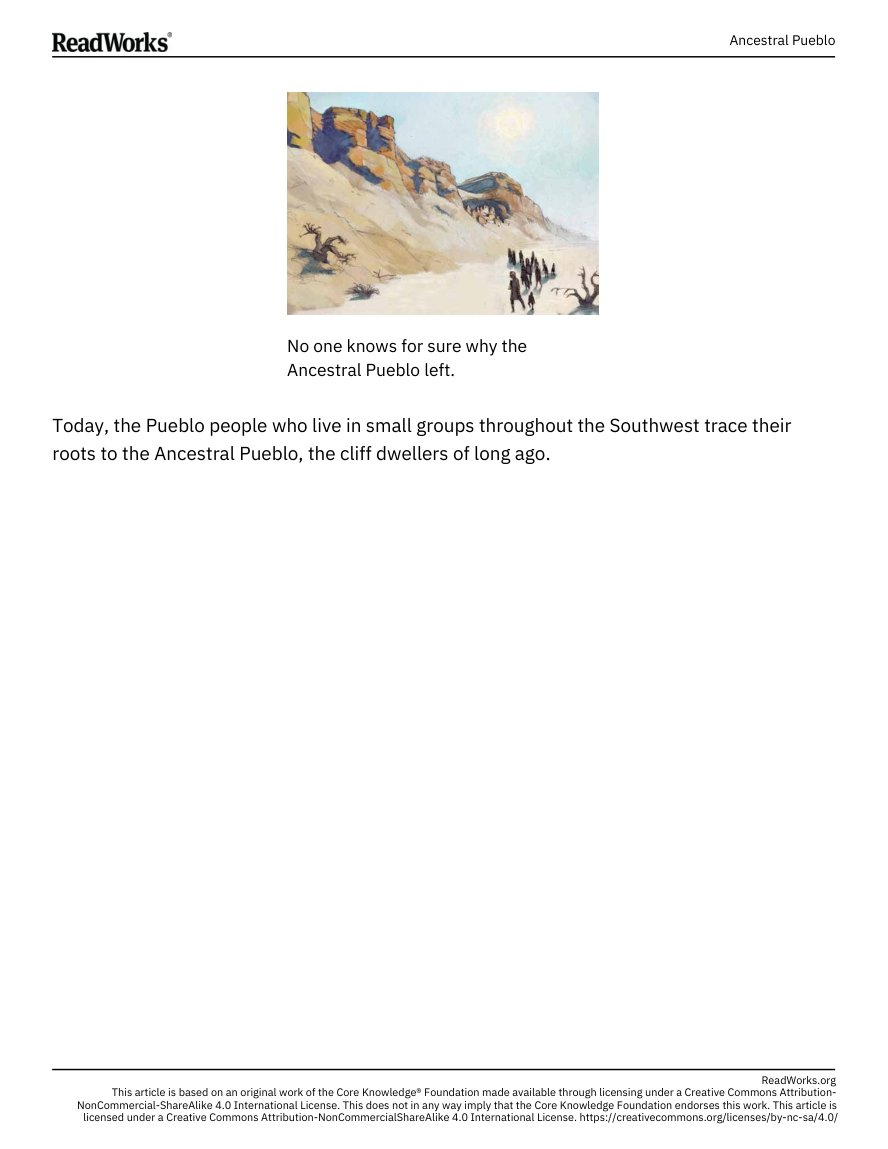 ReadWorks®
Ancestral Pueblo
No one knows for sure why the
Ancestral Pueblo left.
Today, the Pueblo people who live in small groups throughout the Southwest trace their
roots to the Ancestral Pueblo, the cliff dwellers of long ago.
ReadWorks.org
This article is based on an original work of the Core Knowledge® Foundation made available through licensing under a Creative Commons Attribution-
NonCommercial-ShareAlike 4.0 International License. This does not in any way imply that the Core Knowledge Foundation endorses this work. This article is
licensed under a Creative Commons Attribution-NonCommercialShareAlike 4.0 International License. https://creativecommons.org/licenses/by-nc-sa/4.0/